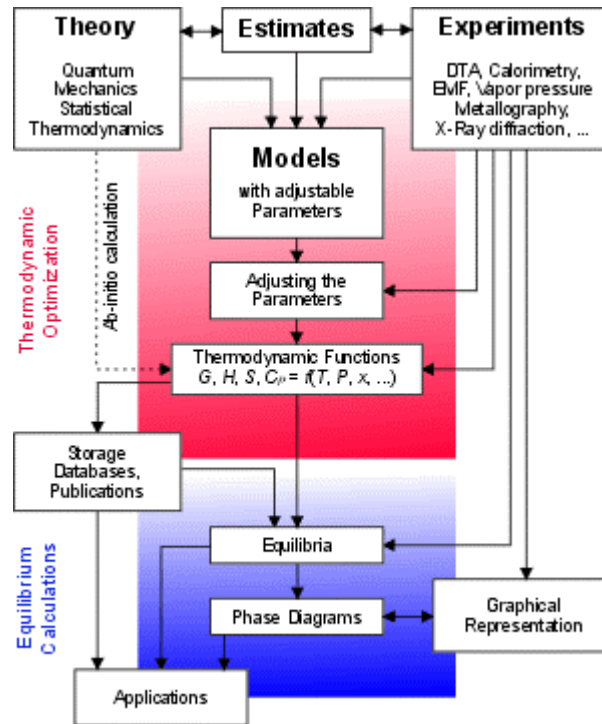 Theory
Quantum
Mechanics
Statistical
Thermodynamics
Estimates
Experiments
DTA, Calorimetry,
EMF, Vapor pressure
Metallography,
X-Ray diffraction, ...
Models
with adjustable
Parameters
Thermodynamic
Optimization
Ab-initio calculation
Adjusting the
Parameters
Thermodynamic Functions
G, H, S, Cp = f(T, P, x, ...)
Storage
Databases,
Publications
Equilibrium
Calculations
Equilibria
Phase Diagrams
Graphical
Representation
Applications